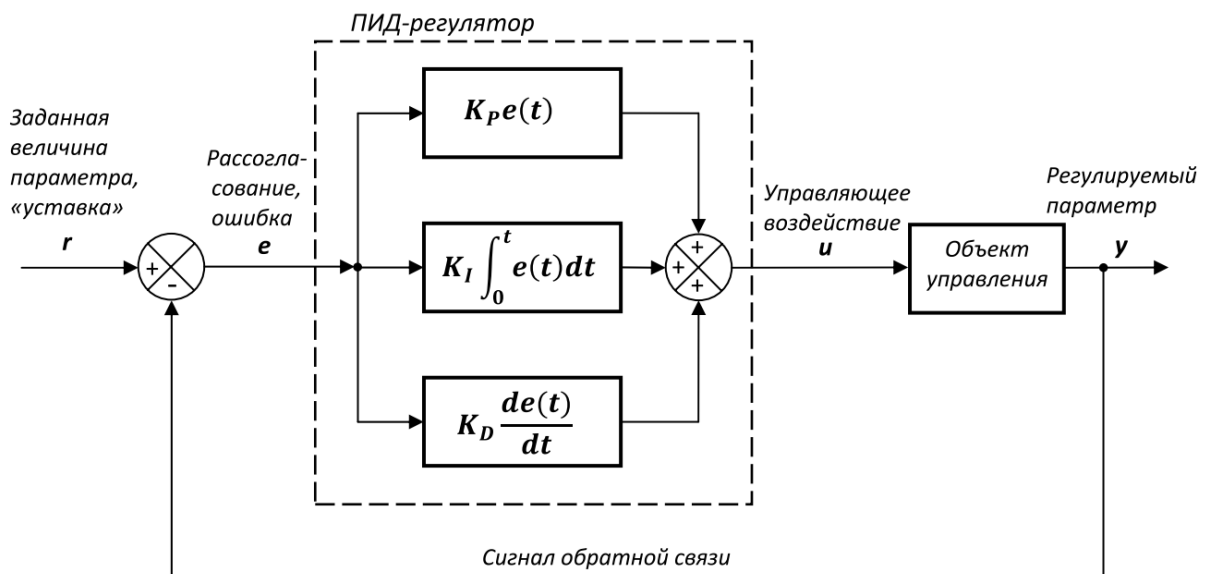 ПИД-регулятор
Заданная
величина
параметра,
«уставка»
r
Рассогла-
сование,
ошибка
e
+
-
K_P e(t)
K_I ∫_0^t e(t)dt
K_D de(t)/dt
+
+
+
Управляющее
воздействие
u
Объект
управления
Регулируемый
параметр
y
Сигнал обратной связи